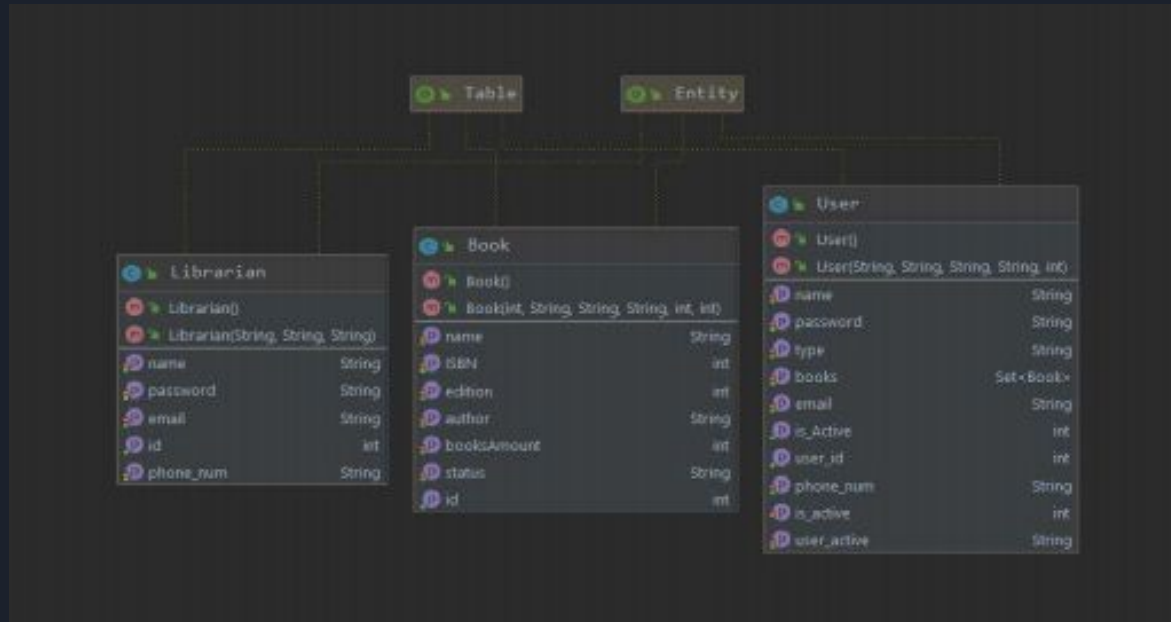 Table
Entity
Librarian
Librarian()
Librarian(String, String, String)
name String
password String
email String
id int
phone_num String
Book
Book()
Book(int, String, String, String, int, int)
name String
ISBN int
edition int
author String
booksAmount int
status String
id int
User
User()
User(String, String, String, String, int)
name String
password String
type String
books Set<Book>
email String
is_Active int
user_id int
phone_num String
is_active int
user_active String